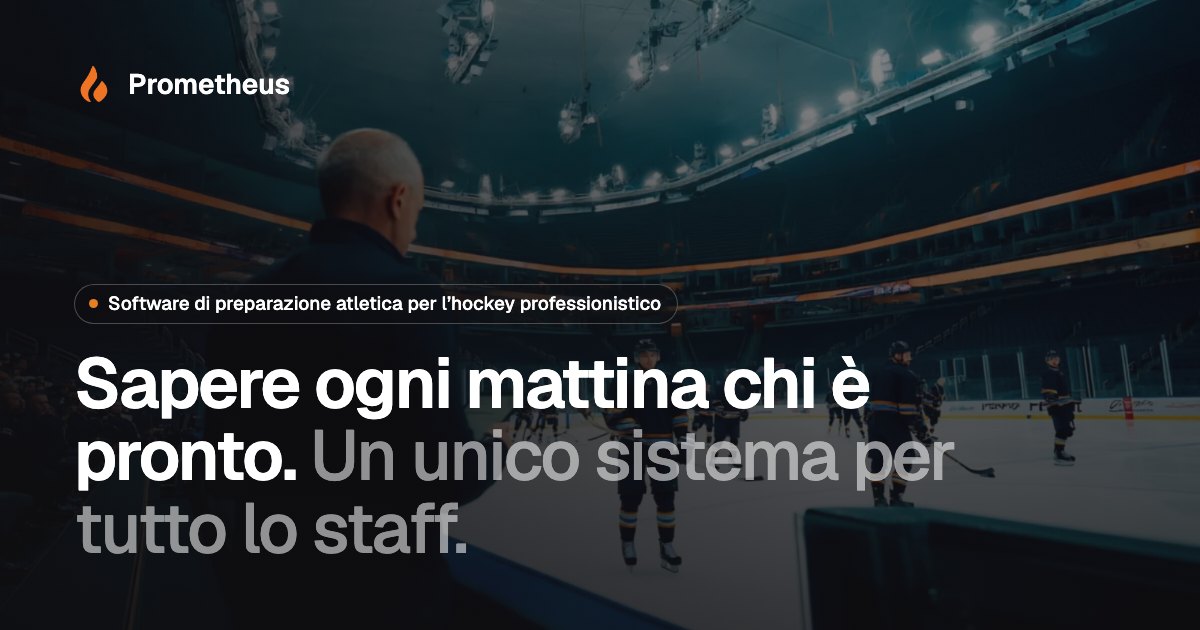 Prometheus
Software di preparazione atletica per l’hockey professionistico
Sapere ogni mattina chi è
pronto. Un unico sistema per
tutto lo staff.